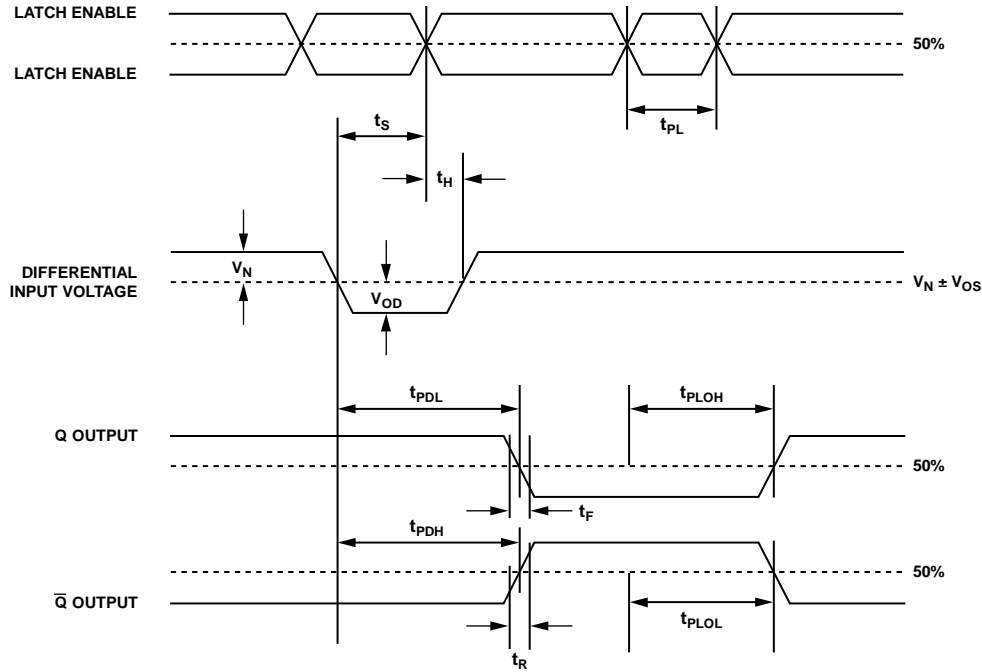 LATCH ENABLE
50%
LATCH ENABLE
tS
tPL
tH
VN
DIFFERENTIAL
INPUT VOLTAGE
VOD
VN ± VOS
tPDL
tPLOH
Q OUTPUT
50%
tF
tPDH
50%
Q̅ OUTPUT
tPLOL
tR